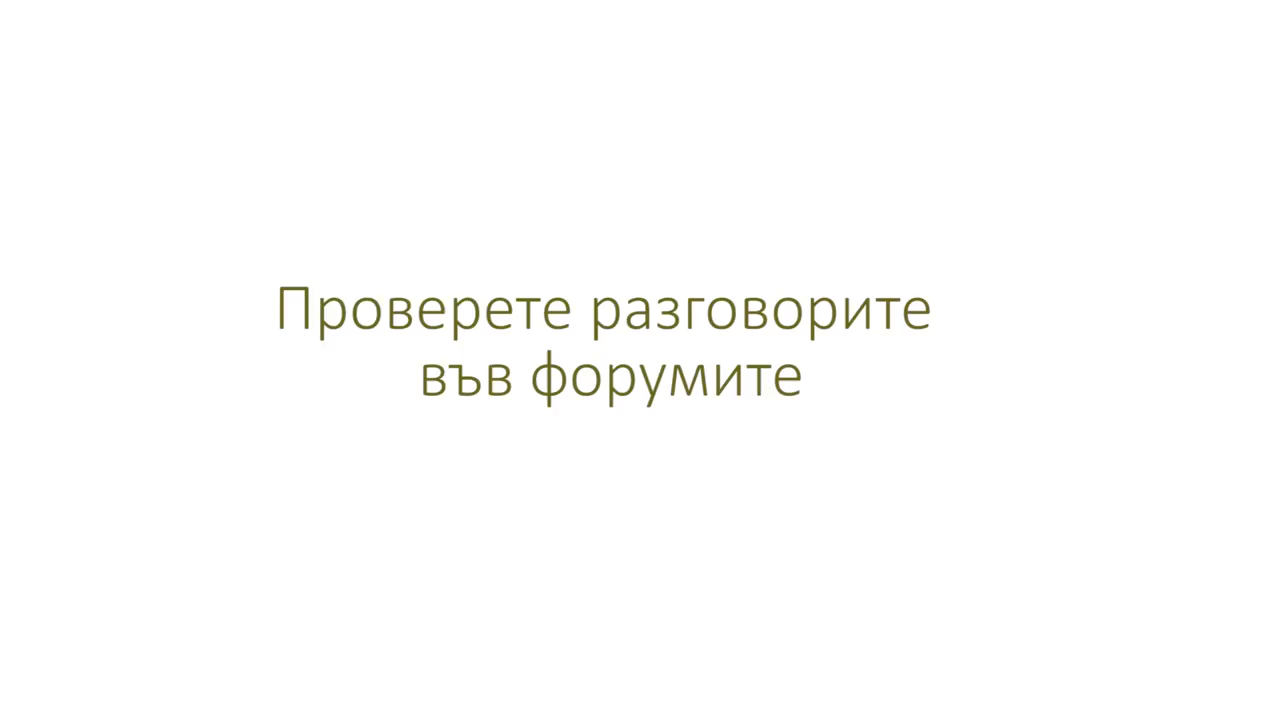 Проверете разговорите
във форумите